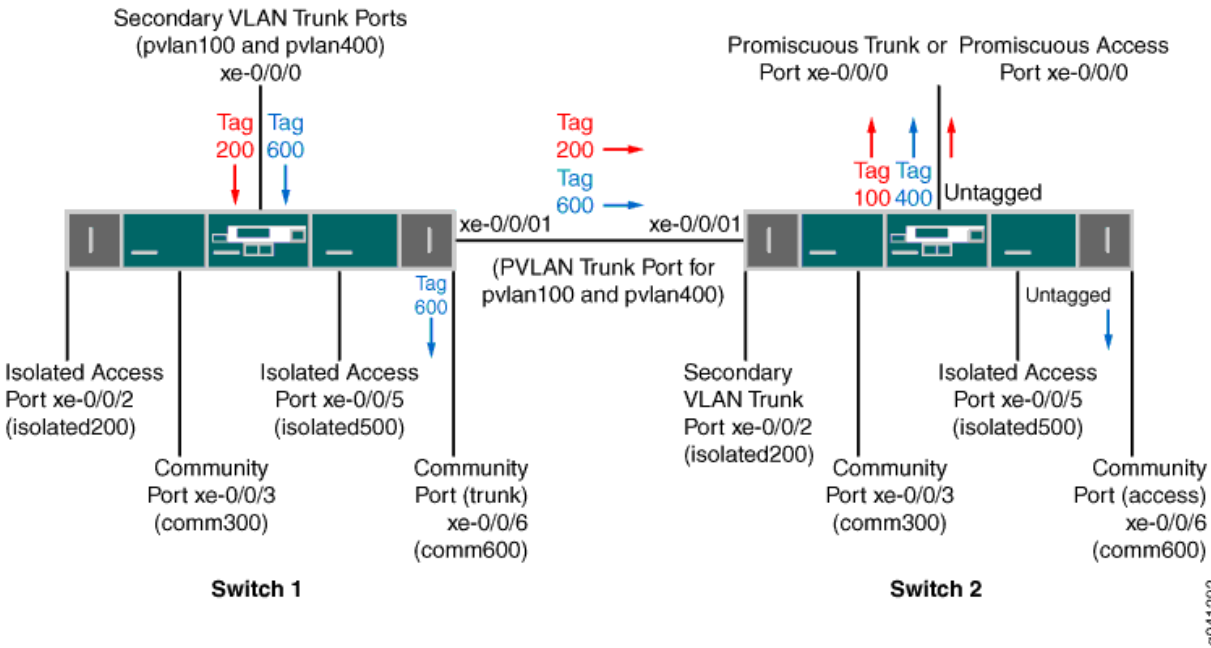 Secondary VLAN Trunk Ports
(pvlan100 and pvlan400)
xe-0/0/0
Promiscuous Trunk or Promiscuous Access
Port xe-0/0/0
Port xe-0/0/0
Tag
200
Tag
600
Tag
200
Tag
600
Tag
100
Tag
400
Untagged
xe-0/0/01
xe-0/0/01
(PVLAN Trunk Port for
pvlan100 and pvlan400)
Tag
600
Untagged
Isolated Access
Port xe-0/0/2
(isolated200)
Isolated Access
Port xe-0/0/5
(isolated500)
Secondary
VLAN Trunk
Port xe-0/0/2
(isolated200)
Isolated Access
Port xe-0/0/5
(isolated500)
Community
Port xe-0/0/3
(comm300)
Community
Port (trunk)
xe-0/0/6
(comm600)
Community
Port xe-0/0/3
(comm300)
Community
Port (access)
xe-0/0/6
(comm600)
Switch 1
Switch 2